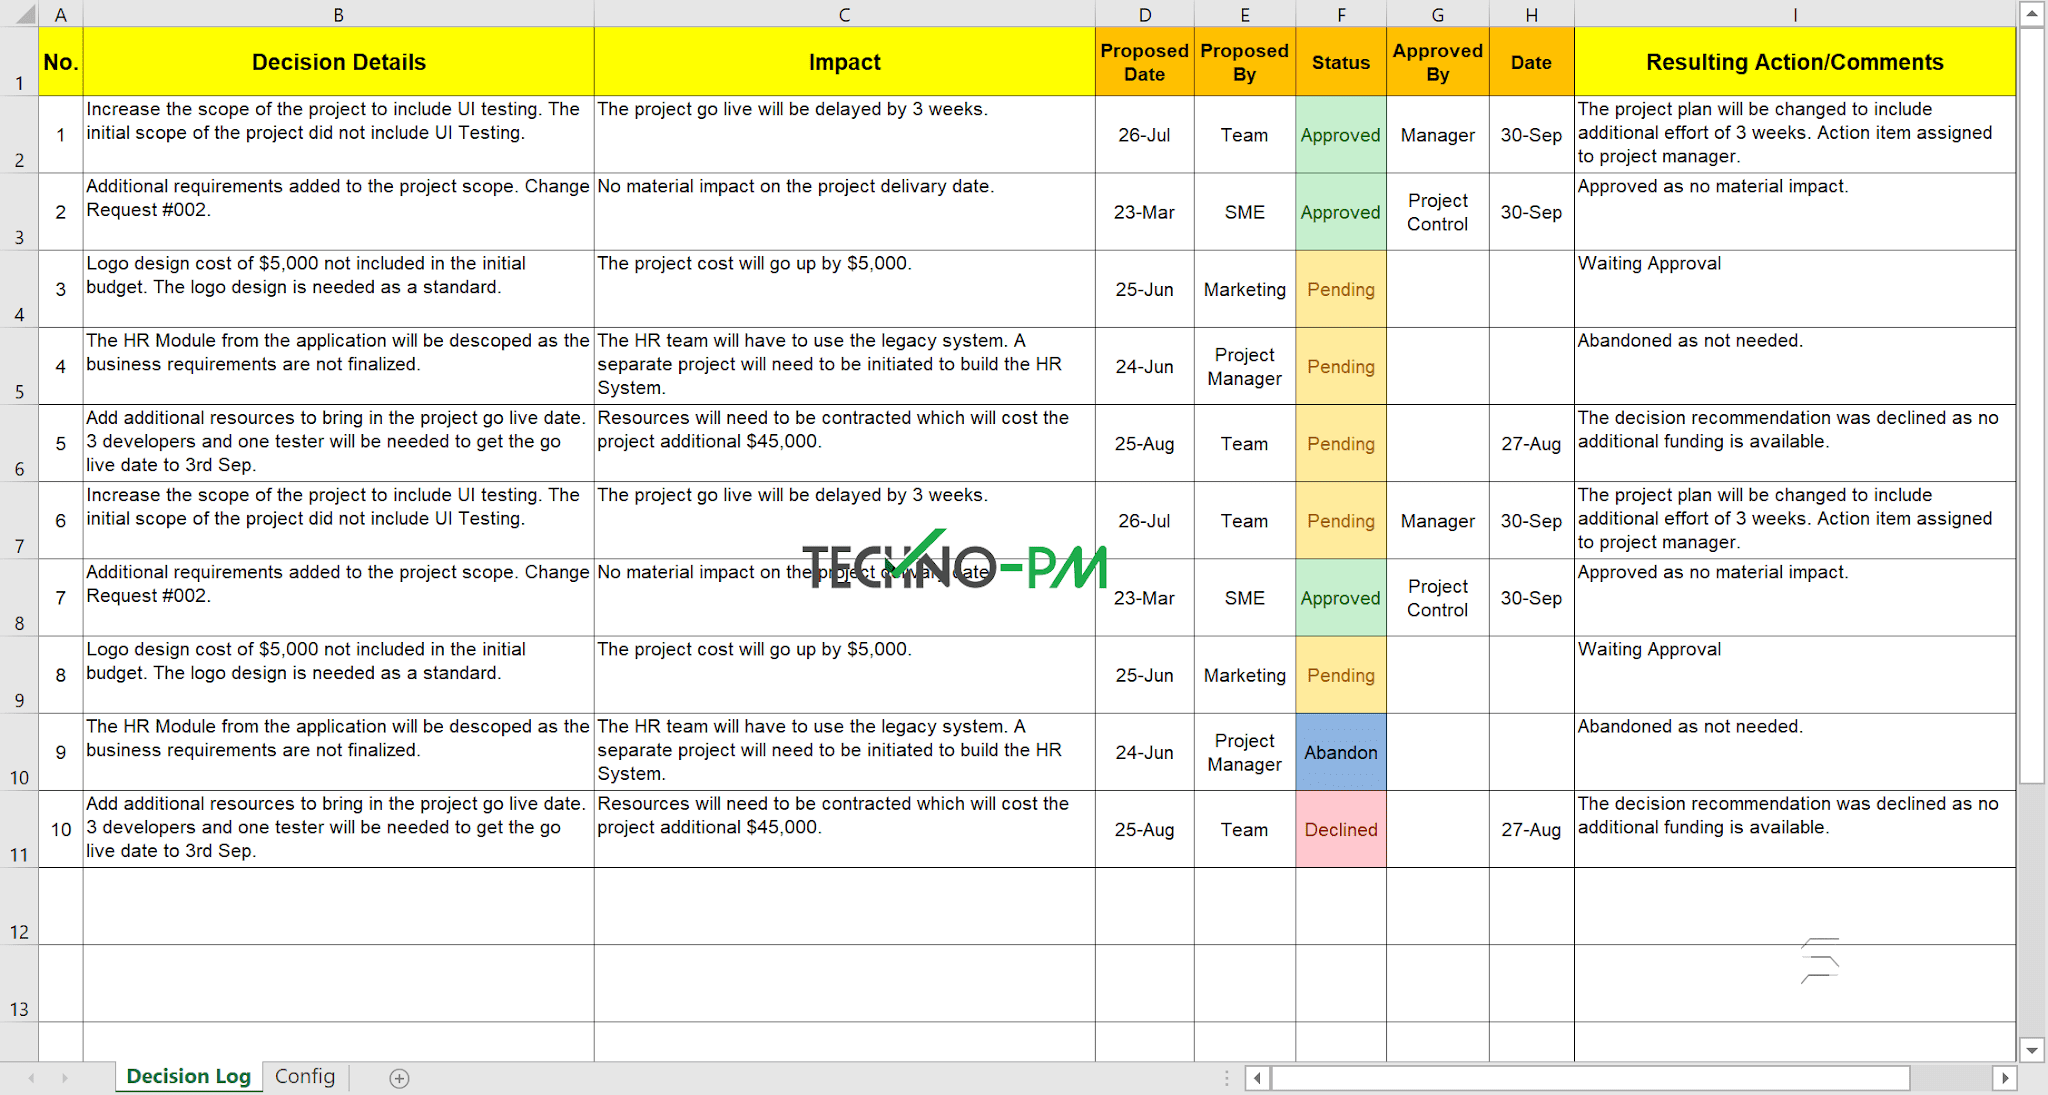 A B C D E F G H I
1 No. Decision Details Impact Proposed Date Proposed By Status Approved By Date Resulting Action/Comments
2 1 Increase the scope of the project to include UI testing. The initial scope of the project did not include UI Testing. The project go live will be delayed by 3 weeks. 26-Jul Team Approved Manager 30-Sep The project plan will be changed to include additional effort of 3 weeks. Action item assigned to project manager.
3 2 Additional requirements added to the project scope. Change Request #002. No material impact on the project delivary date. 23-Mar SME Approved Project Control 30-Sep Approved as no material impact.
4 3 Logo design cost of $5,000 not included in the initial budget. The logo design is needed as a standard. The project cost will go up by $5,000. 25-Jun Marketing Pending Waiting Approval
5 4 The HR Module from the application will be descoped as the business requirements are not finalized. The HR team will have to use the legacy system. A separate project will need to be initiated to build the HR System. 24-Jun Project Manager Pending Abandoned as not needed.
6 5 Add additional resources to bring in the project go live date. 3 developers and one tester will be needed to get the go live date to 3rd Sep. Resources will need to be contracted which will cost the project additional $45,000. 25-Aug Team Pending 27-Aug The decision recommendation was declined as no additional funding is available.
7 6 Increase the scope of the project to include UI testing. The initial scope of the project did not include UI Testing. The project go live will be delayed by 3 weeks. 26-Jul Team Pending Manager 30-Sep The project plan will be changed to include additional effort of 3 weeks. Action item assigned to project manager.
TECHNO-PM
8 7 Additional requirements added to the project scope. Change Request #002. No material impact on the project date 23-Mar SME Approved Project Control 30-Sep Approved as no material impact.
9 8 Logo design cost of $5,000 not included in the initial budget. The logo design is needed as a standard. The project cost will go up by $5,000. 25-Jun Marketing Pending Waiting Approval
10 9 The HR Module from the application will be descoped as the business requirements are not finalized. The HR team will have to use the legacy system. A separate project will need to be initiated to build the HR System. 24-Jun Project Manager Abandon Abandoned as not needed.
11 10 Add additional resources to bring in the project go live date. 3 developers and one tester will be needed to get the go live date to 3rd Sep. Resources will need to be contracted which will cost the project additional $45,000. 25-Aug Team Declined 27-Aug The decision recommendation was declined as no additional funding is available.
12
13
Decision Log Config